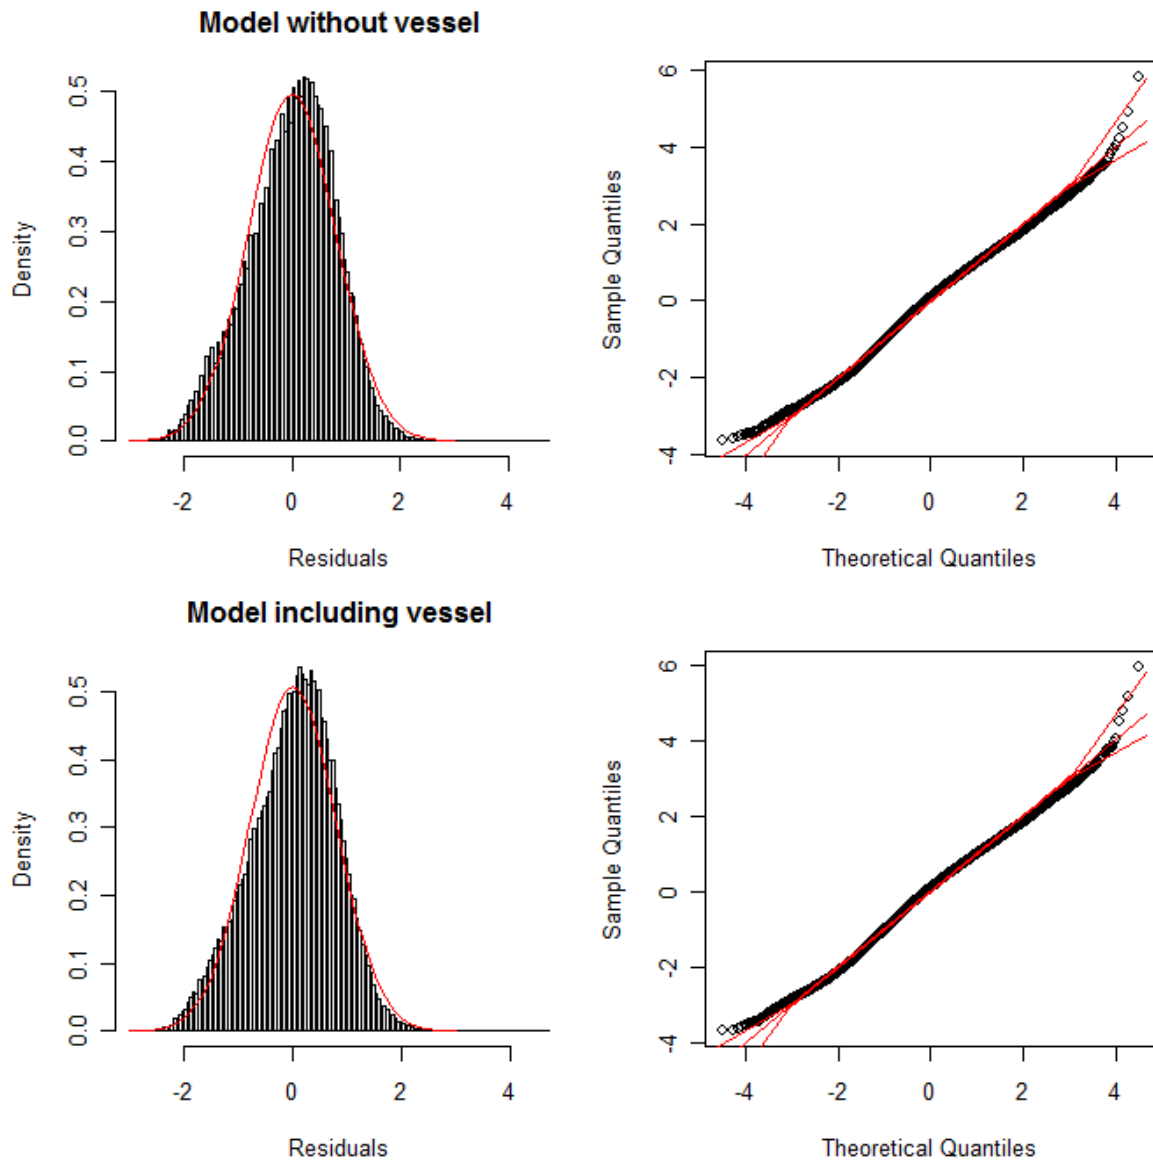 Model without vessel
Density
0.0 0.1 0.2 0.3 0.4 0.5
-2 0 2 4
Residuals
Sample Quantiles
-4 -2 0 2 4 6
-4 -2 0 2 4
Theoretical Quantiles
Model including vessel
Density
0.0 0.1 0.2 0.3 0.4 0.5
-2 0 2 4
Residuals
Sample Quantiles
-4 -2 0 2 4 6
-4 -2 0 2 4
Theoretical Quantiles